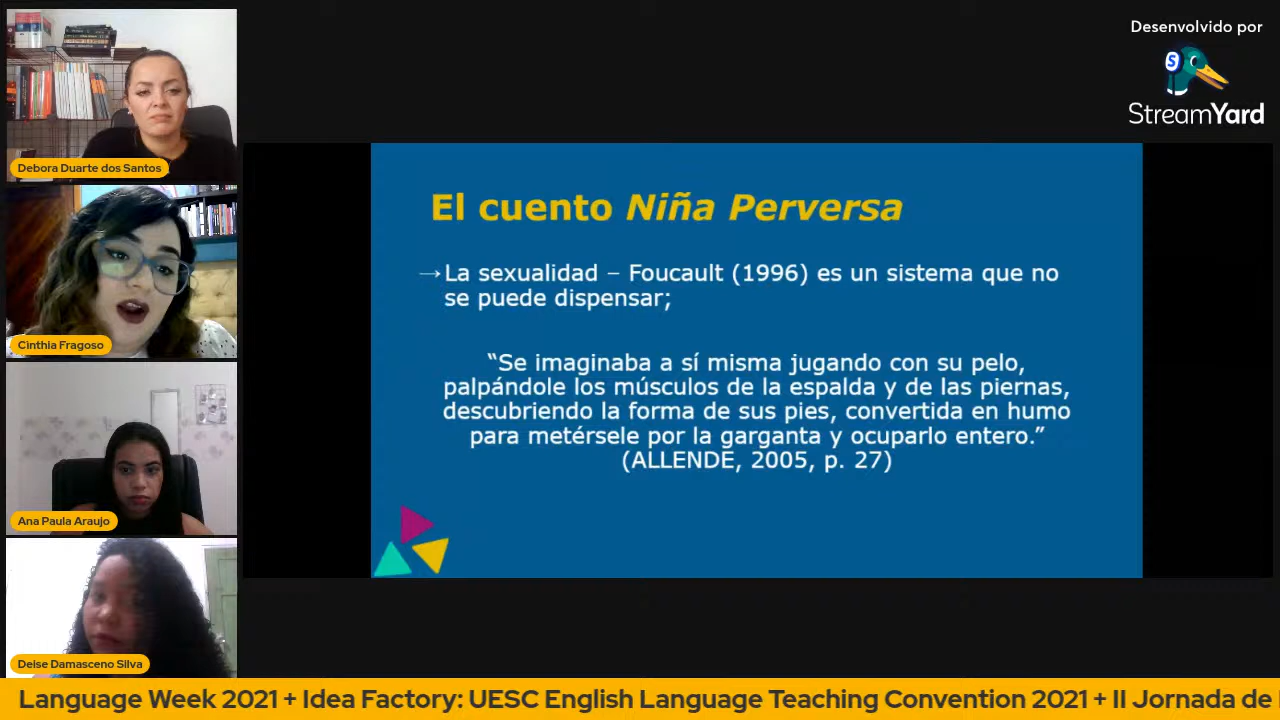 Desenvolvido por
StreamYard
Debora Duarte dos Santos
Cinthia Fragoso
Ana Paula Araujo
Deise Damasceno Silva
El cuento Niña Perversa
→La sexualidad – Foucault (1996) es un sistema que no
se puede dispensar;
“Se imaginaba a sí misma jugando con su pelo,
palpándole los músculos de la espalda y de las piernas,
descubriendo la forma de sus pies, convertida en humo
para metérsele por la garganta y ocuparlo entero.”
(ALLENDE, 2005, p. 27)
Language Week 2021 + Idea Factory: UESC English Language Teaching Convention 2021 + II Jornada de